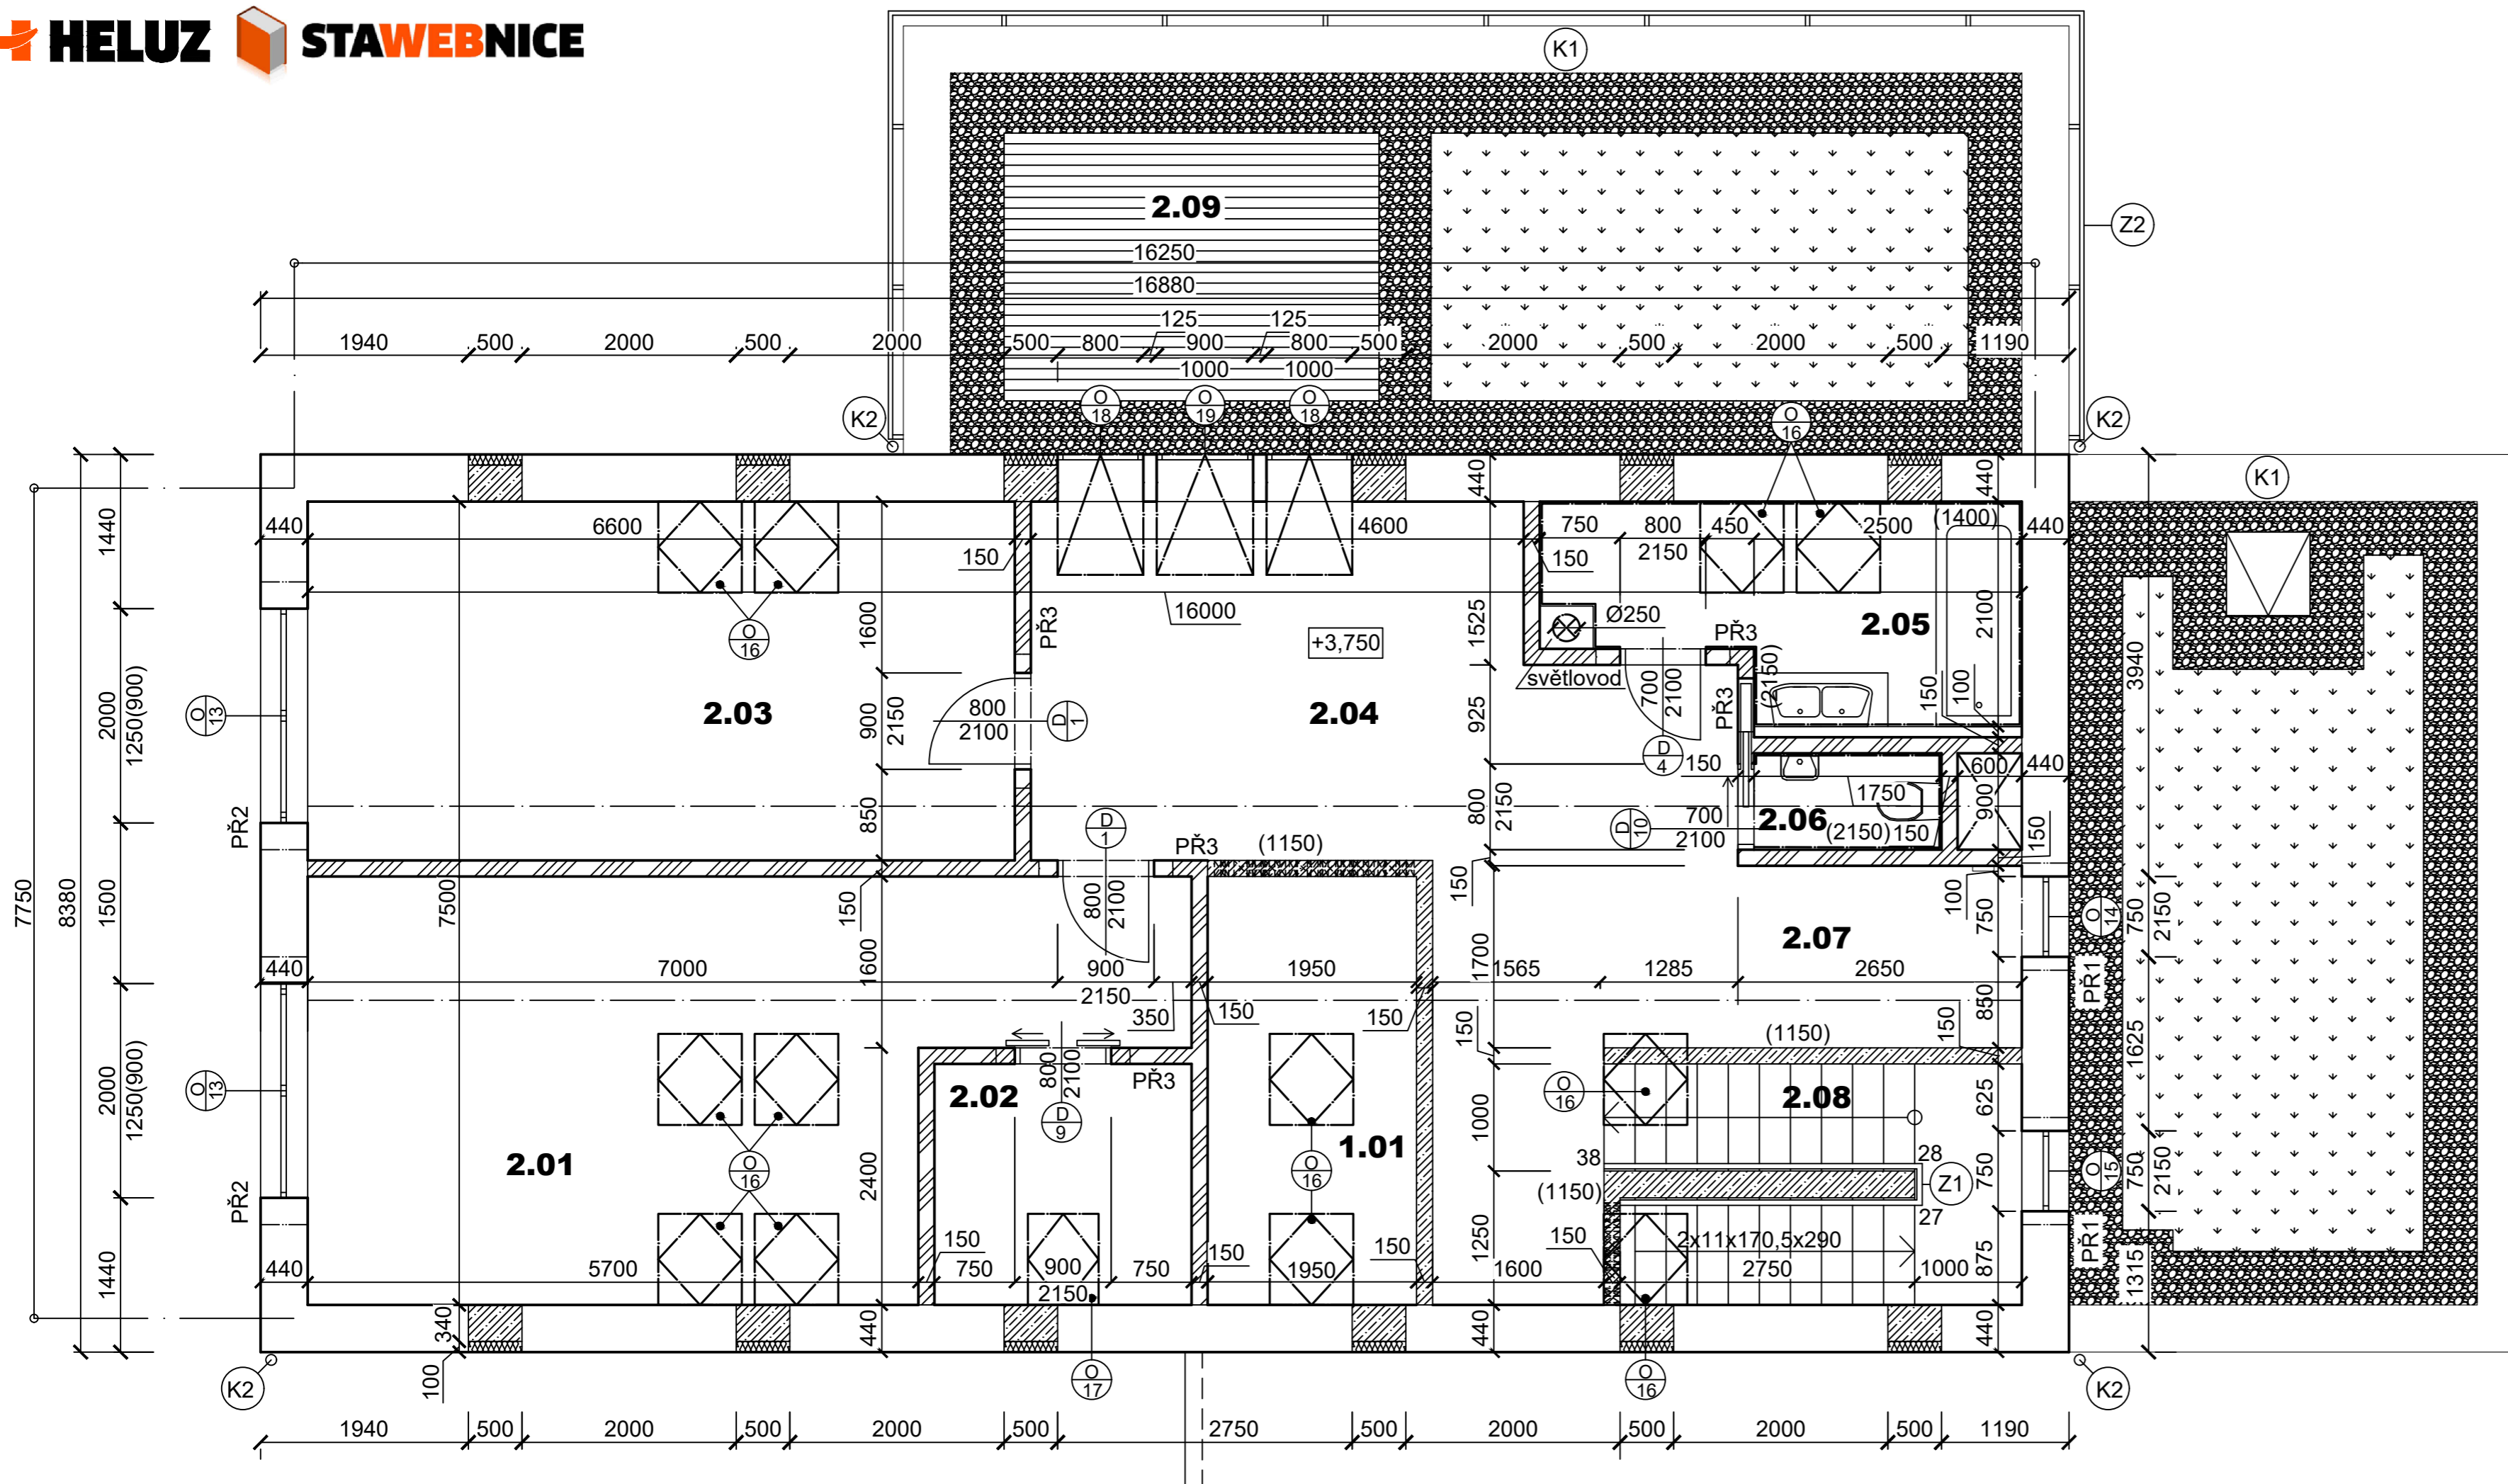 HELUZ STAWEBNICE
K1
2.09
Z2
16250
16880
125 125
1940 500 2000 500 2000 500 800 900 800 500 2000 500 2000 500 1190
1000 1000
K2 O 18 O 19 O 18 O 16 K2
K1
440 440
1440 440 6600 4600 750 800 450 2500 (1400) 440
150 2150 150
16000
1600 PŘ3 1525 Ø250 2.05 2100
O 16 +3,750 PŘ3
světlovod (2150) 3940
O 13 2000 1250(900) 2.03 900 2150 800 2100 D 1 2.04 925 700 2100 PŘ3 150 100
D 4 150 600 440
PŘ2 850 D 1 800 2150 D 10 700 2100 2.06 1750 (2150) 150 900 150
PŘ3 (1150)
7750 8380 1500 7500 150 800 2100 150 100 750 O 14 750 2150
2.07
440 7000 1600 900 1950 1700 1565 1285 2650
2150 350 150 150 150 (1150) 850 150 PŘ1 1625
2.02 800 2100 PŘ3 2.08
O 13 2000 1250(900) D 9 O 16 1000 625
2.01 O 16 2400 O 16 1.01 38 28
PŘ2 (1150) Z1 750 O 15 750 2150
27
1440 150 150 150 1250 150 2x11x170,5x290 PŘ1
440 5700 750 900 750 1950 1600 2750 1000 875 1315
2150
340 440 440 440
100
K2 O 17 O 16 K2
1940 500 2000 500 2000 500 2750 500 2000 500 2000 500 1190